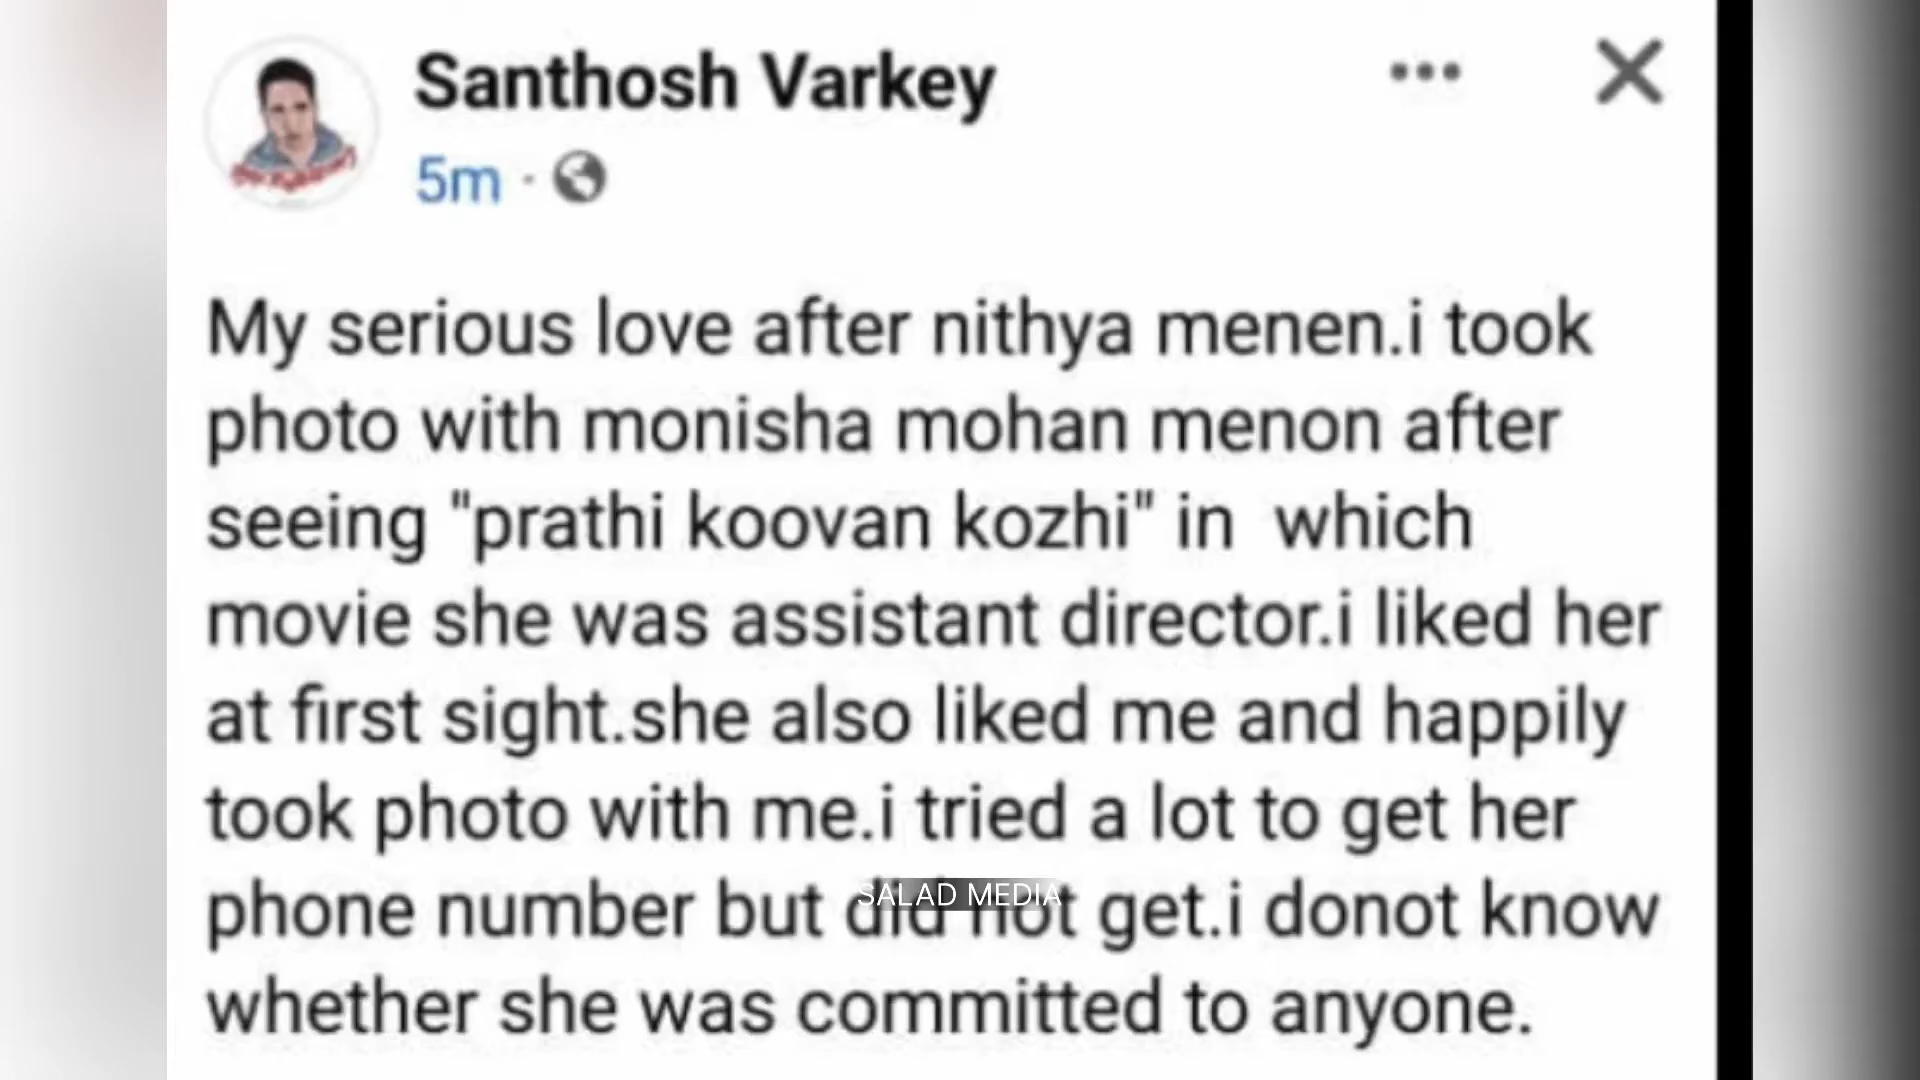 Santhosh Varkey
5m ·
My serious love after nithya menen.i took
photo with monisha mohan menon after
seeing "prathi koovan kozhi" in  which
movie she was assistant director.i liked her
at first sight.she also liked me and happily
took photo with me.i tried a lot to get her
phone number but did not get.i donot know
whether she was committed to anyone.
SALAD MEDIA